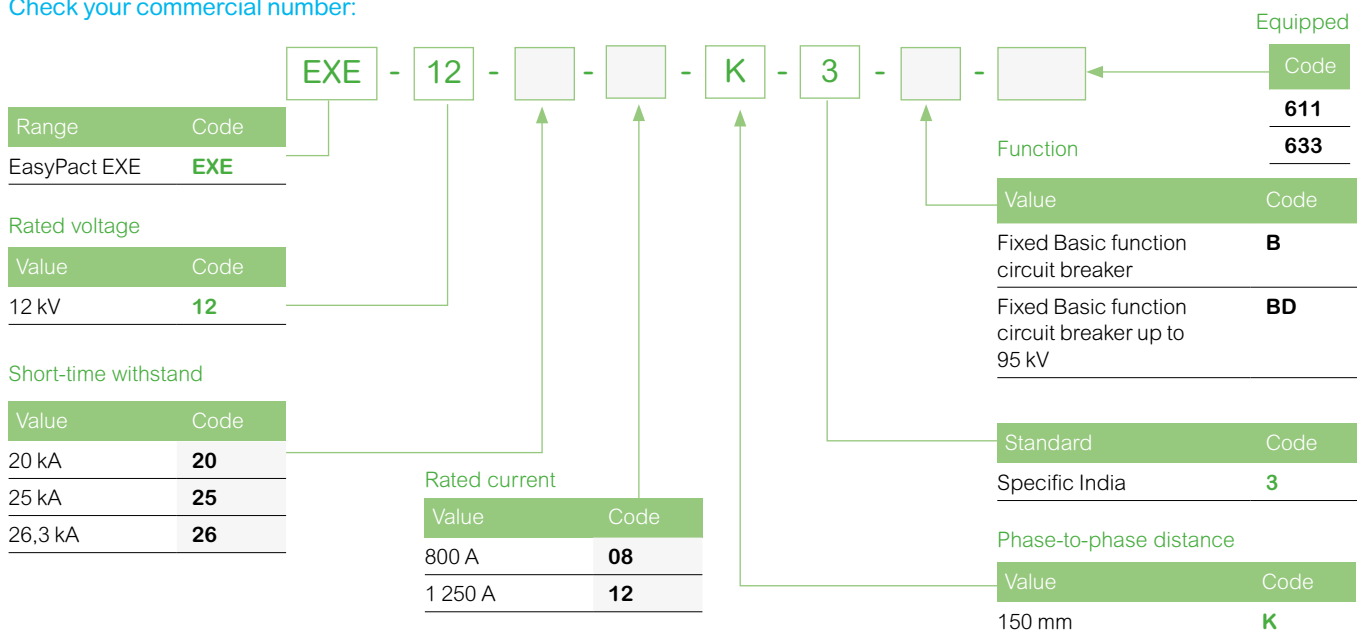 Check your commercial number:
EXE - 12 - - - K - 3 - -
Equipped
Code
611
633
Range Code
EasyPact EXE EXE
Rated voltage
Value Code
12 kV 12
Short-time withstand
Value Code
20 kA 20
25 kA 25
26,3 kA 26
Rated current
Value Code
800 A 08
1 250 A 12
Function
Value Code
Fixed Basic function B
circuit breaker
Fixed Basic function BD
circuit breaker up to
95 kV
Standard Code
Specific India 3
Phase-to-phase distance
Value Code
150 mm K